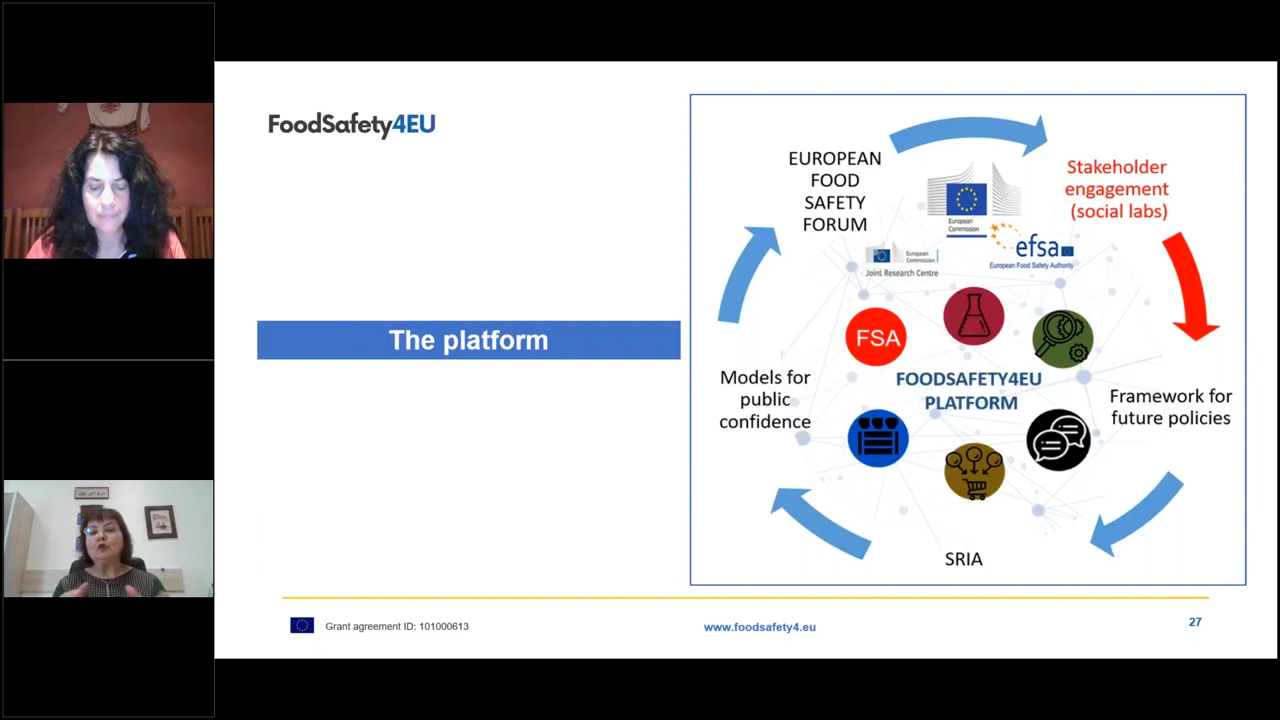 FoodSafety4EU
The platform
EUROPEAN
FOOD
SAFETY
FORUM
Stakeholder
engagement
(social labs)
European
Commission
efsa
European Food Safety Authority
European
Commission
Joint Research Centre
FSA
FOODSAFETY4EU
PLATFORM
Models for
public
confidence
Framework for
future policies
SRIA
Grant agreement ID: 101000613
www.foodsafety4.eu
27